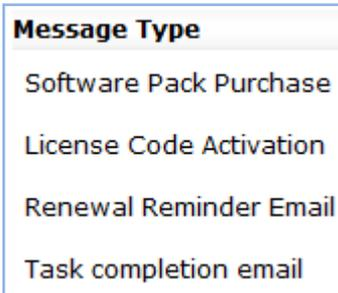 Message Type
Software Pack Purchase
License Code Activation
Renewal Reminder Email
Task completion email